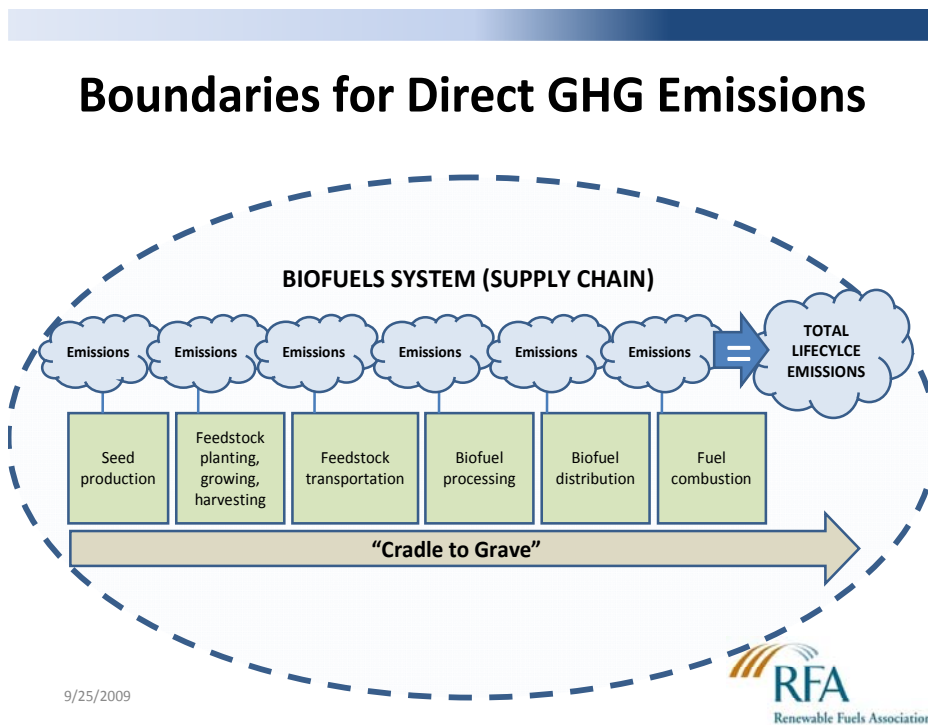 Boundaries for Direct GHG Emissions
BIOFUELS SYSTEM (SUPPLY CHAIN)
Emissions
Emissions
Emissions
Emissions
Emissions
Emissions
=
TOTAL
LIFECYLCE
EMISSIONS
Seed
production
Feedstock
planting,
growing,
harvesting
Feedstock
transportation
Biofuel
processing
Biofuel
distribution
Fuel
combustion
“Cradle to Grave”
9/25/2009
RFA
Renewable Fuels Association